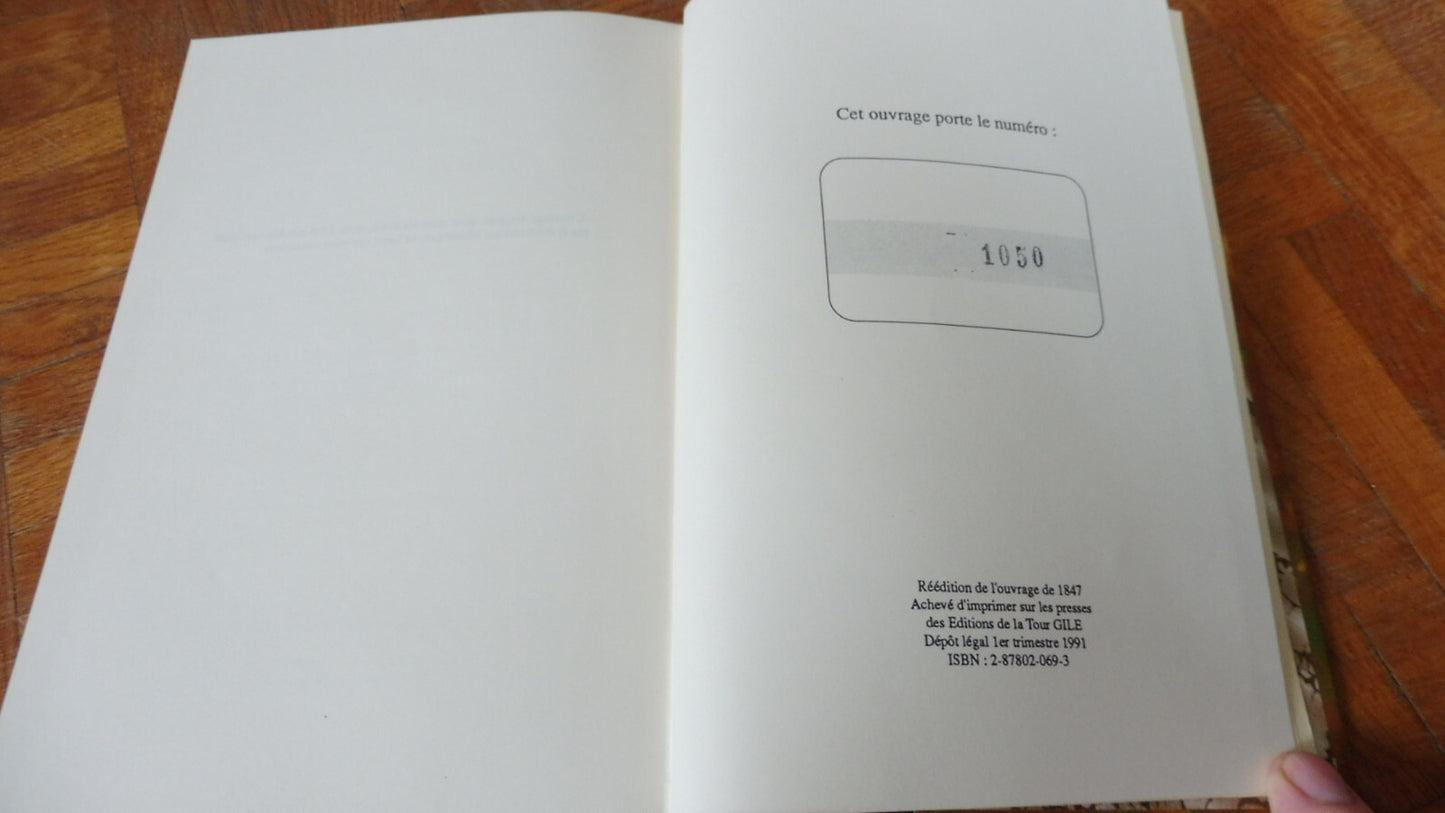 Cet ouvrage porte le numéro :
1050
Réédition de l'ouvrage de 1847
Achevé d'imprimer sur les presses
des Editions de la Tour GILE
Dépôt légal 1er trimestre 1991
ISBN : 2-87802-069-3